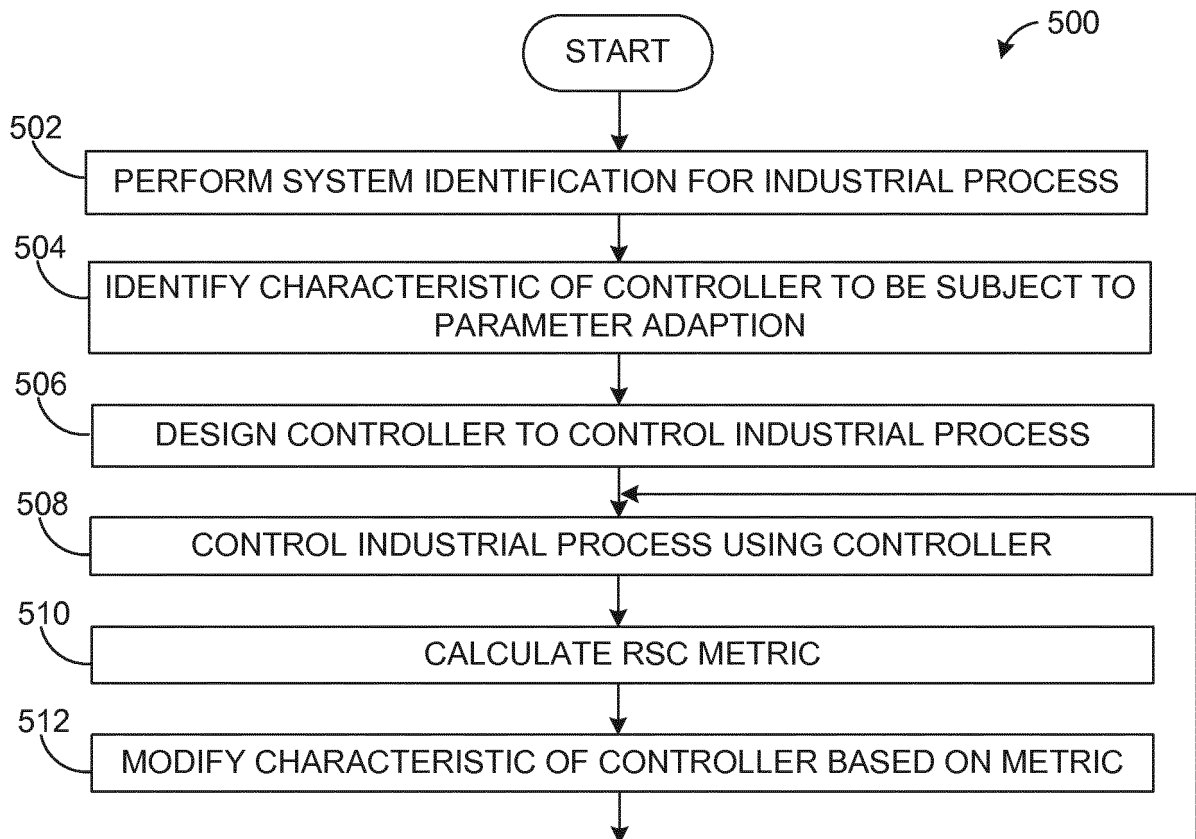 START
500
502
PERFORM SYSTEM IDENTIFICATION FOR INDUSTRIAL PROCESS
504
IDENTIFY CHARACTERISTIC OF CONTROLLER TO BE SUBJECT TO
PARAMETER ADAPTION
506
DESIGN CONTROLLER TO CONTROL INDUSTRIAL PROCESS
508
CONTROL INDUSTRIAL PROCESS USING CONTROLLER
510
CALCULATE RSC METRIC
512
MODIFY CHARACTERISTIC OF CONTROLLER BASED ON METRIC